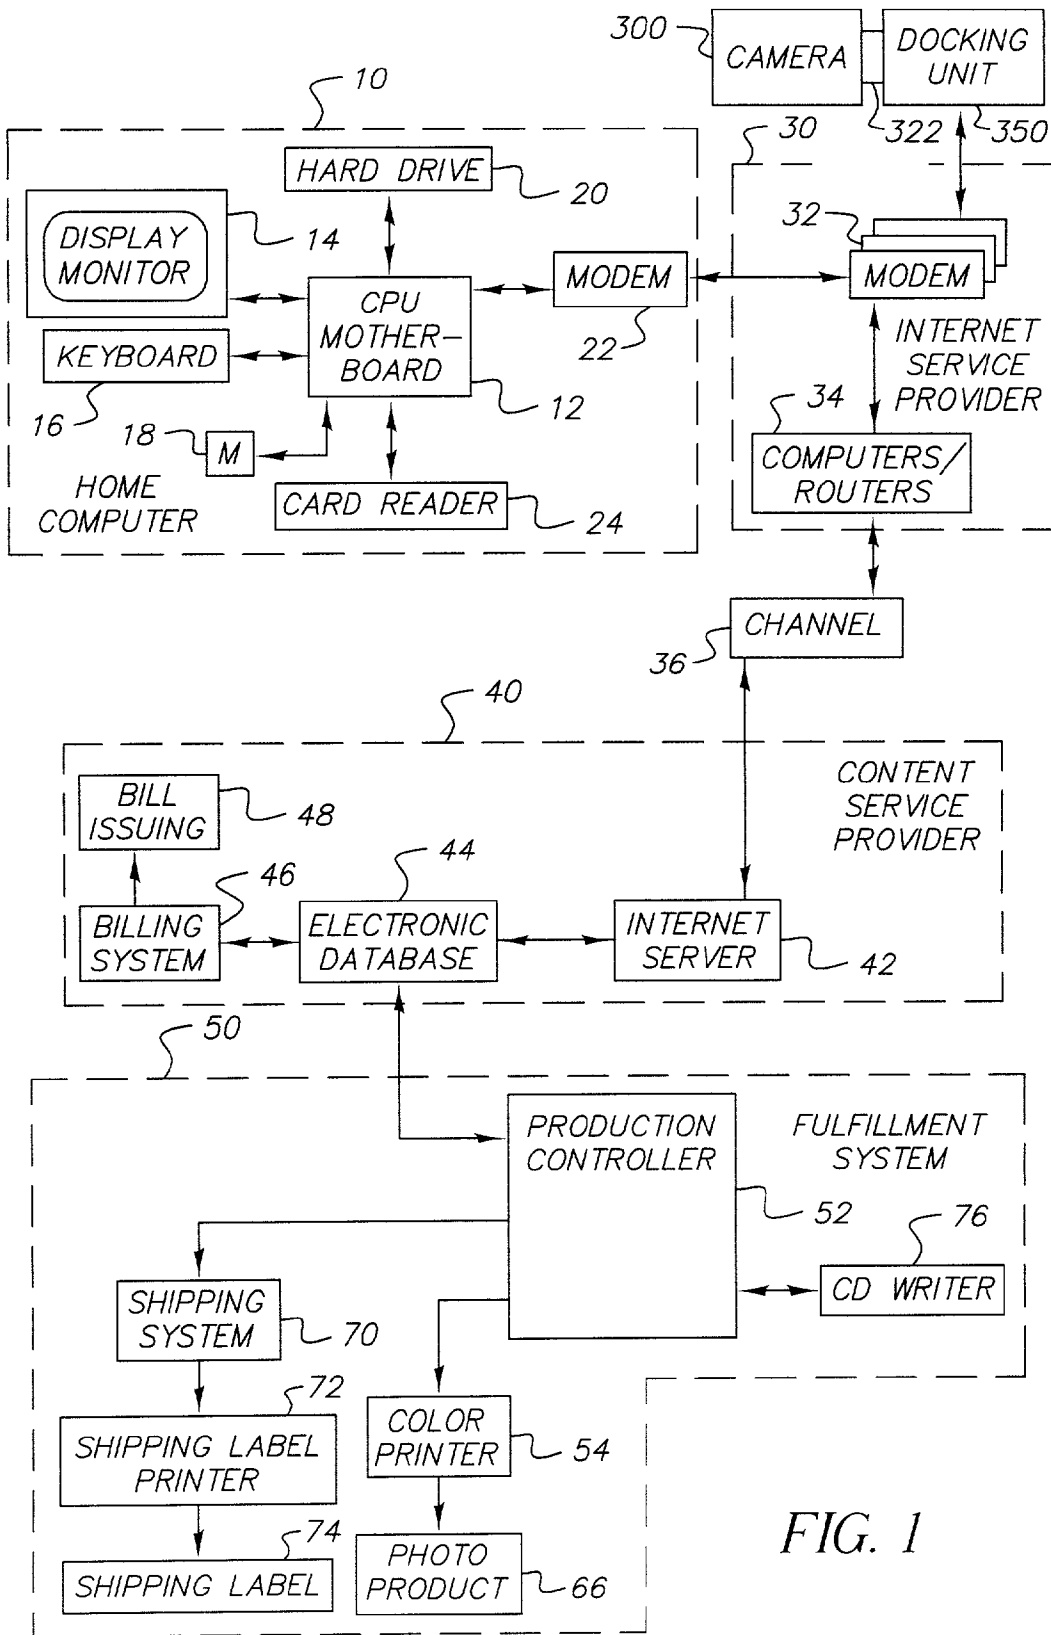 300
CAMERA
DOCKING
UNIT
322
350
10
30
HARD DRIVE
20
DISPLAY
MONITOR
14
32
MODEM
CPU
MOTHER-
BOARD
MODEM
22
INTERNET
SERVICE
PROVIDER
KEYBOARD
16
12
34
18
M
COMPUTERS/
ROUTERS
HOME
COMPUTER
CARD READER
24
CHANNEL
36
40
CONTENT
SERVICE
PROVIDER
BILL
ISSUING
48
44
46
BILLING
SYSTEM
ELECTRONIC
DATABASE
INTERNET
SERVER
42
50
PRODUCTION
CONTROLLER
FULFILLMENT
SYSTEM
52
76
CD WRITER
SHIPPING
SYSTEM
70
72
COLOR
PRINTER
54
SHIPPING LABEL
PRINTER
74
SHIPPING LABEL
PHOTO
PRODUCT
66
FIG. 1